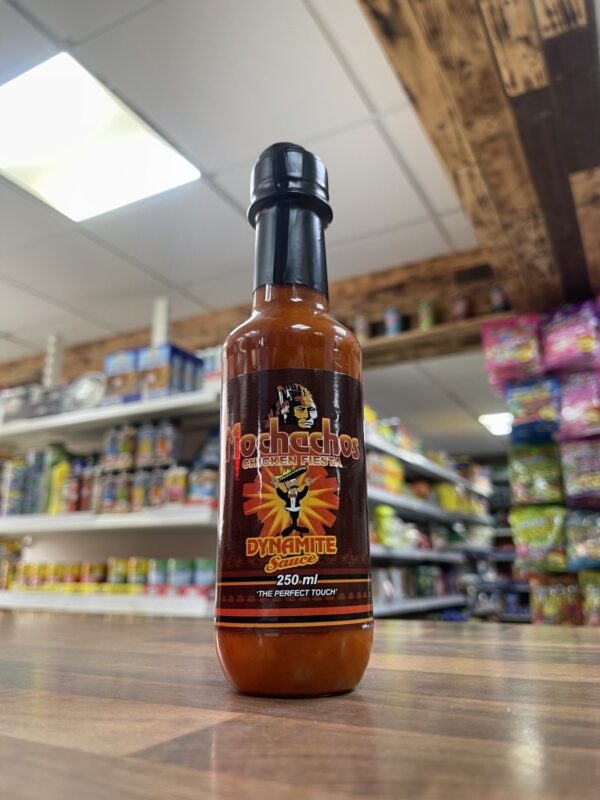 Mochachos
CHICKEN FIESTA
DYNAMITE
Sauce
250 ml
'THE PERFECT TOUCH'